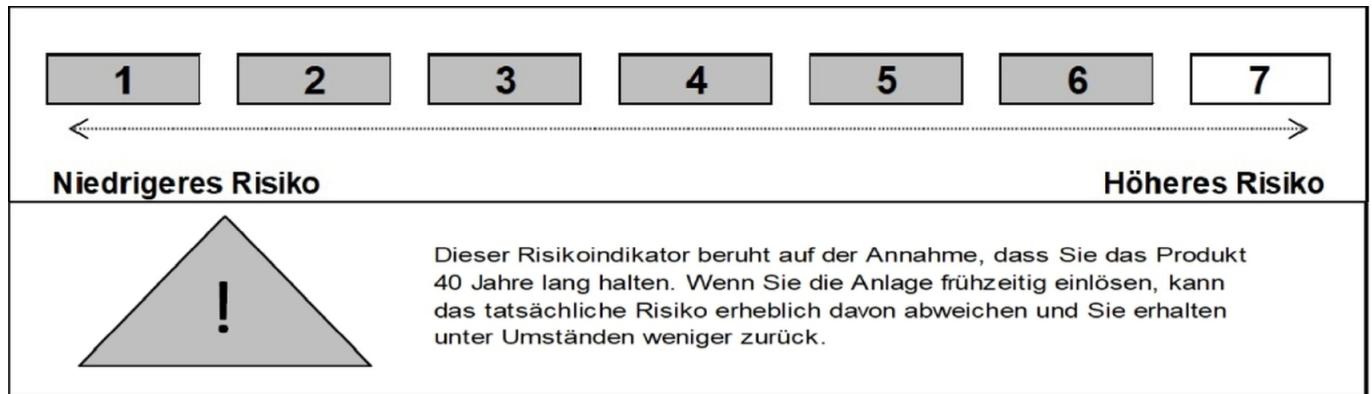 1 2 3 4 5 6 7
Niedrigeres Risiko Höheres Risiko
!
Dieser Risikoindikator beruht auf der Annahme, dass Sie das Produkt
40 Jahre lang halten. Wenn Sie die Anlage frühzeitig einlösen, kann
das tatsächliche Risiko erheblich davon abweichen und Sie erhalten
unter Umständen weniger zurück.